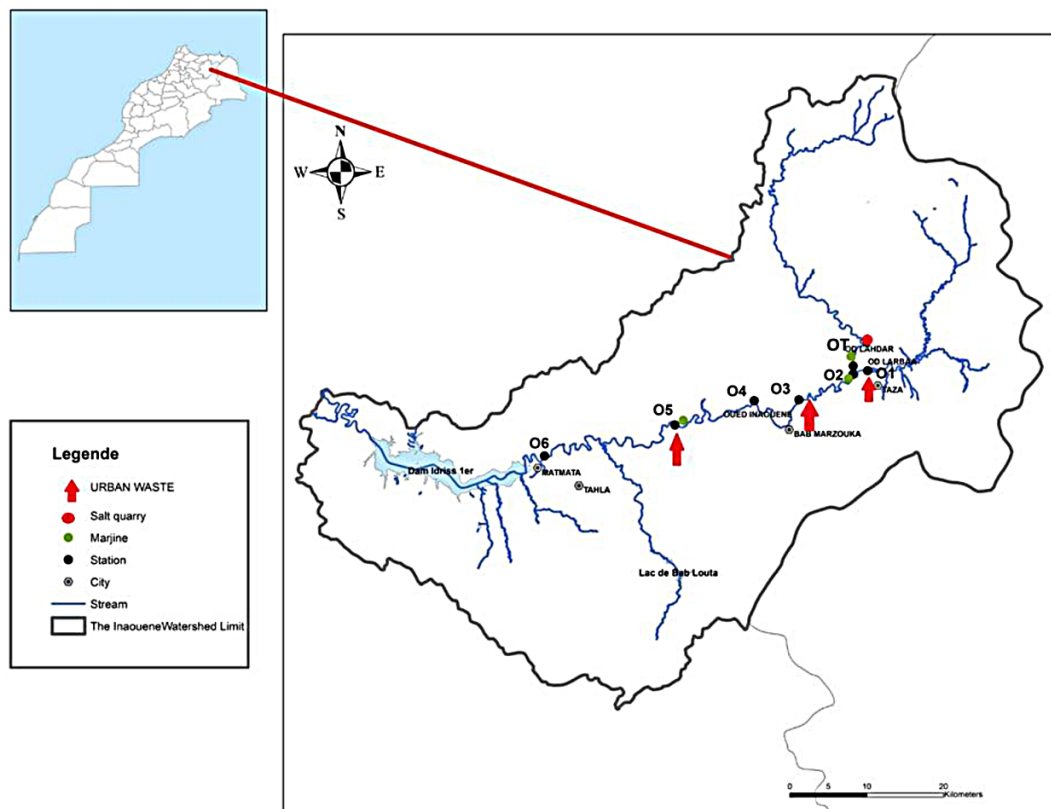 N
W E
S
OT
OD LAHDAR
OD LARBAA
O2
O1
TAZA
O4
O3
OUED INAOUENE
BAB MARZOUKA
O5
O6
MATMATA
Dam Idriss 1er
TAHLA
Lac de Bab Louta
Legende
URBAN WASTE
Salt quarry
Marjine
Station
City
Stream
The InaoueneWatershed Limit
0 5 10 20
Kilometers